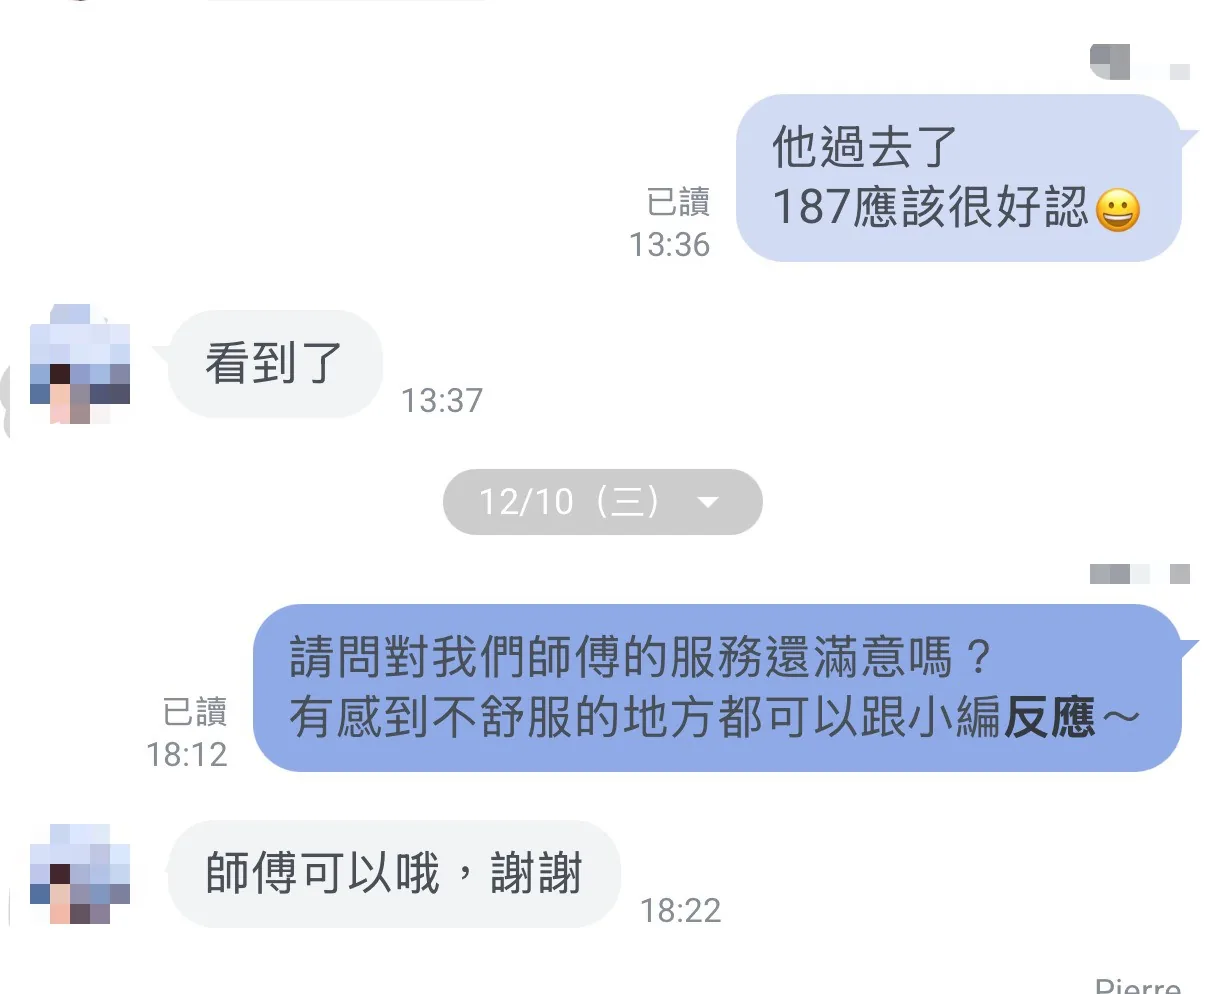 他過去了
187應該很好認😀
已讀
13:36
看到了
13:37
12/10（三）
請問對我們師傅的服務還滿意嗎？
有感到不舒服的地方都可以跟小編反應～
已讀
18:12
師傅可以哦，謝謝
18:22
Pierre